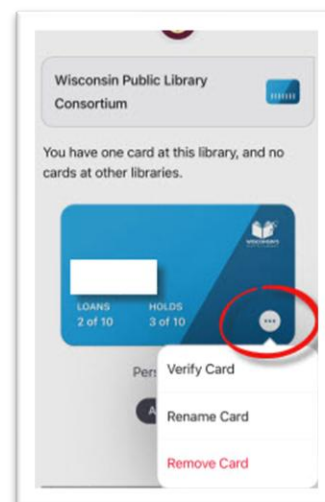 Wisconsin Public Library
Consortium
You have one card at this library, and no
cards at other libraries.
WISCONSIN'S
LOANS HOLDS
2 of 10 3 of 10
Verify Card
Rename Card
Remove Card